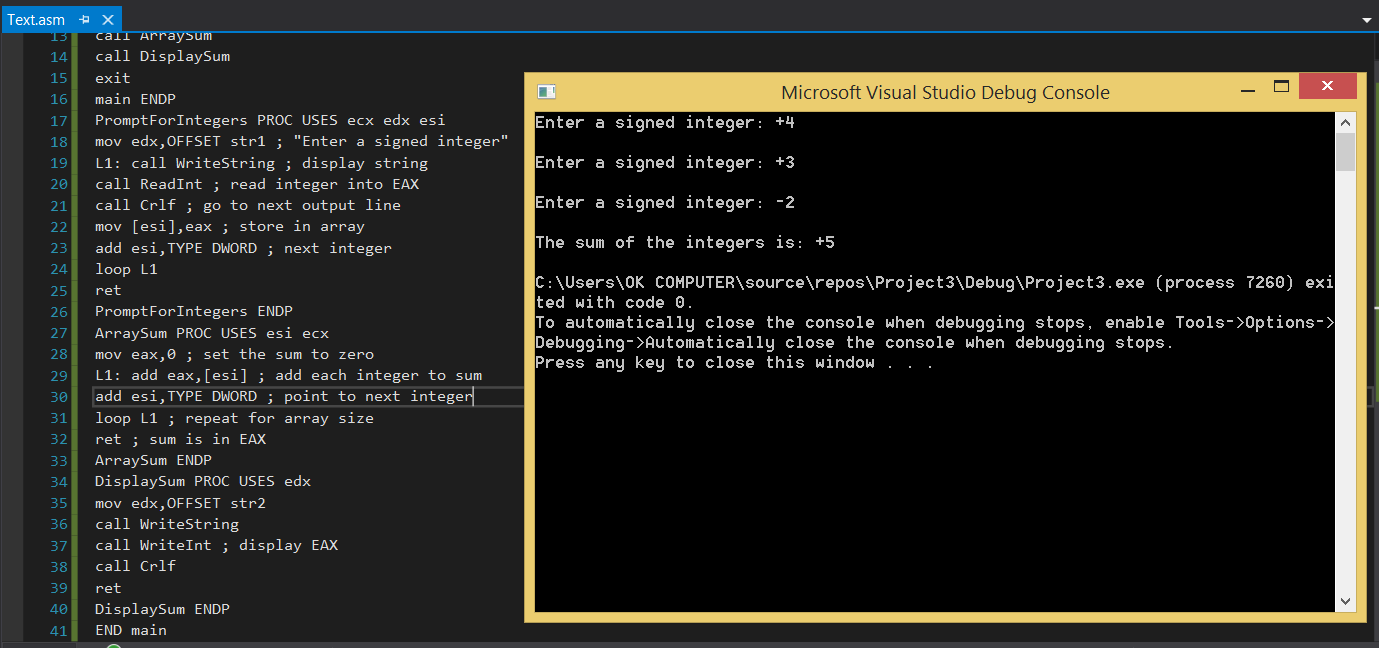 Text.asm
13 call ArraySum
14 call DisplaySum
15 exit
16 main ENDP
17 PromptForIntegers PROC USES ecx edx esi
18 mov edx,OFFSET str1 ; "Enter a signed integer"
19 L1: call WriteString ; display string
20 call ReadInt ; read integer into EAX
21 call Crlf ; go to next output line
22 mov [esi],eax ; store in array
23 add esi,TYPE DWORD ; next integer
24 loop L1
25 ret
26 PromptForIntegers ENDP
27 ArraySum PROC USES esi ecx
28 mov eax,0 ; set the sum to zero
29 L1: add eax,[esi] ; add each integer to sum
30 add esi,TYPE DWORD ; point to next integer
31 loop L1 ; repeat for array size
32 ret ; sum is in EAX
33 ArraySum ENDP
34 DisplaySum PROC USES edx
35 mov edx,OFFSET str2
36 call WriteString
37 call WriteInt ; display EAX
38 call Crlf
39 ret
40 DisplaySum ENDP
41 END main
Microsoft Visual Studio Debug Console
Enter a signed integer: +4
Enter a signed integer: +3
Enter a signed integer: -2
The sum of the integers is: +5
C:\Users\OK COMPUTER\source\repos\Project3\Debug\Project3.exe (process 7260) exi
ted with code 0.
To automatically close the console when debugging stops, enable Tools->Options->
Debugging->Automatically close the console when debugging stops.
Press any key to close this window . . .